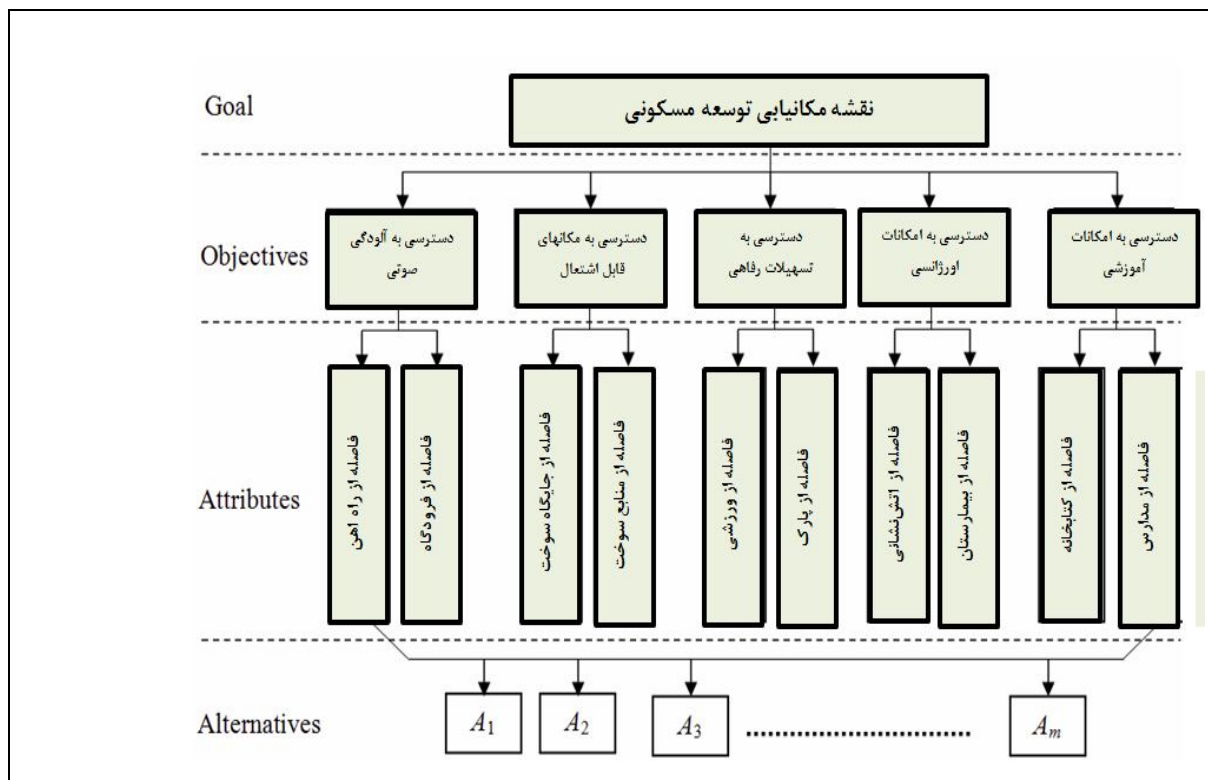 Goal
نقشه مکانیابی توسعه مسکونی
Objectives
دسترسی به آلودگی
صوتی
دسترسی به مکانهای
قابل اشتعال
دسترسی به
تسهیلات رفاهی
دسترسی به امکانات
اورژانسی
دسترسی به امکانات
آموزشی
Attributes
فاصله از راه اهن
فاصله از فرودگاه
فاصله از جایگاه سوخت
فاصله از منابع سوخت
فاصله از ورزشی
فاصله از پارک
فاصله از اتش‌نشانی
فاصله از بیمارستان
فاصله از کتابخانه
فاصله از مدارس
Alternatives
A1
A2
A3
................................
Am